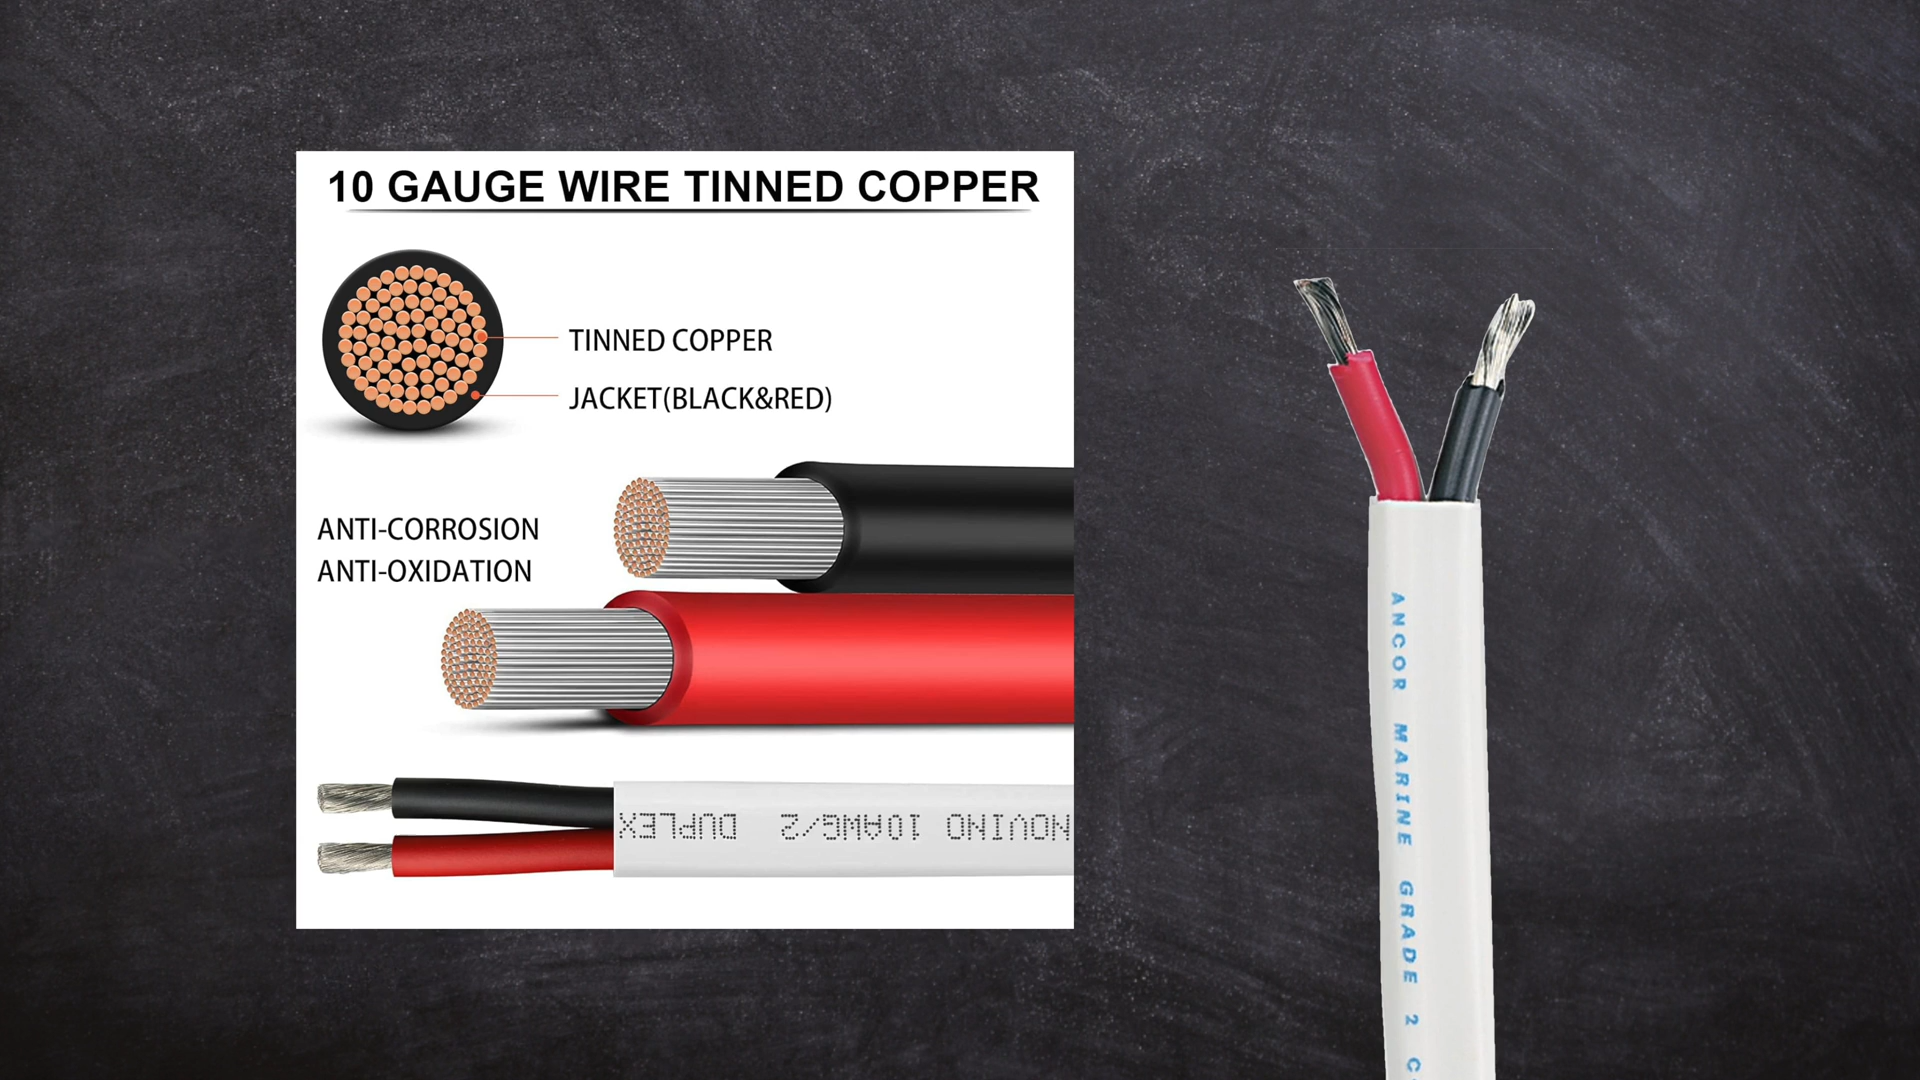 10 GAUGE WIRE TINNED COPPER
TINNED COPPER
JACKET(BLACK&RED)
ANTI-CORROSION
ANTI-OXIDATION
NOVINO 10AWG/2 DUPLEX
ANCOR MARINE GRADE 2 C